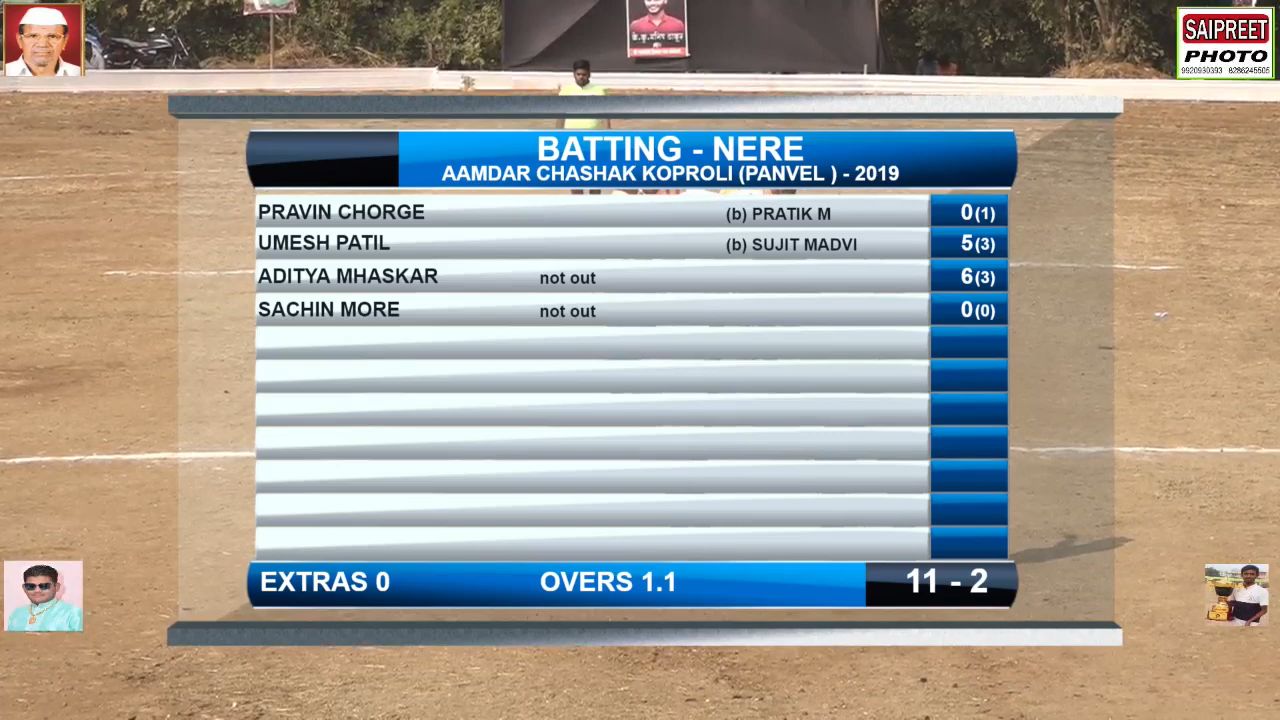 SAIPREET
PHOTO
9920930393 8286245505
BATTING - NERE
AAMDAR CHASHAK KOPROLI (PANVEL ) - 2019
PRAVIN CHORGE (b) PRATIK M 0(1)
UMESH PATIL (b) SUJIT MADVI 5(3)
ADITYA MHASKAR not out 6(3)
SACHIN MORE not out 0(0)
EXTRAS 0 OVERS 1.1 11 - 2